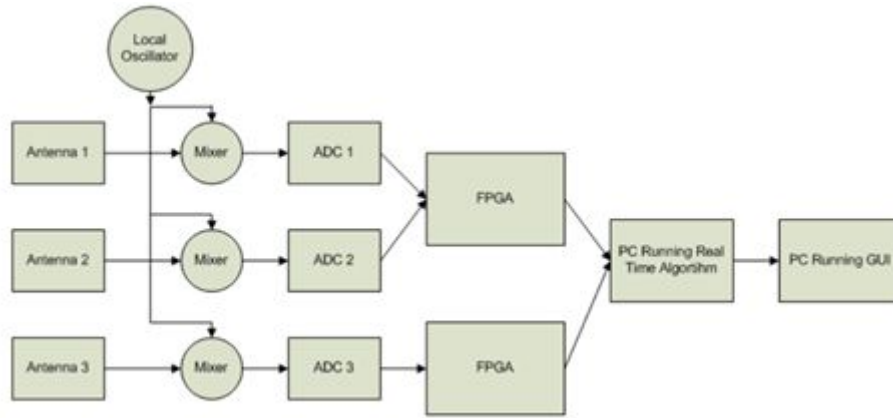 Local
Oscillator
Antenna 1
Mixer
ADC 1
FPGA
Antenna 2
Mixer
ADC 2
PC Running Real
Time Algortihm
PC Running GUI
Antenna 3
Mixer
ADC 3
FPGA